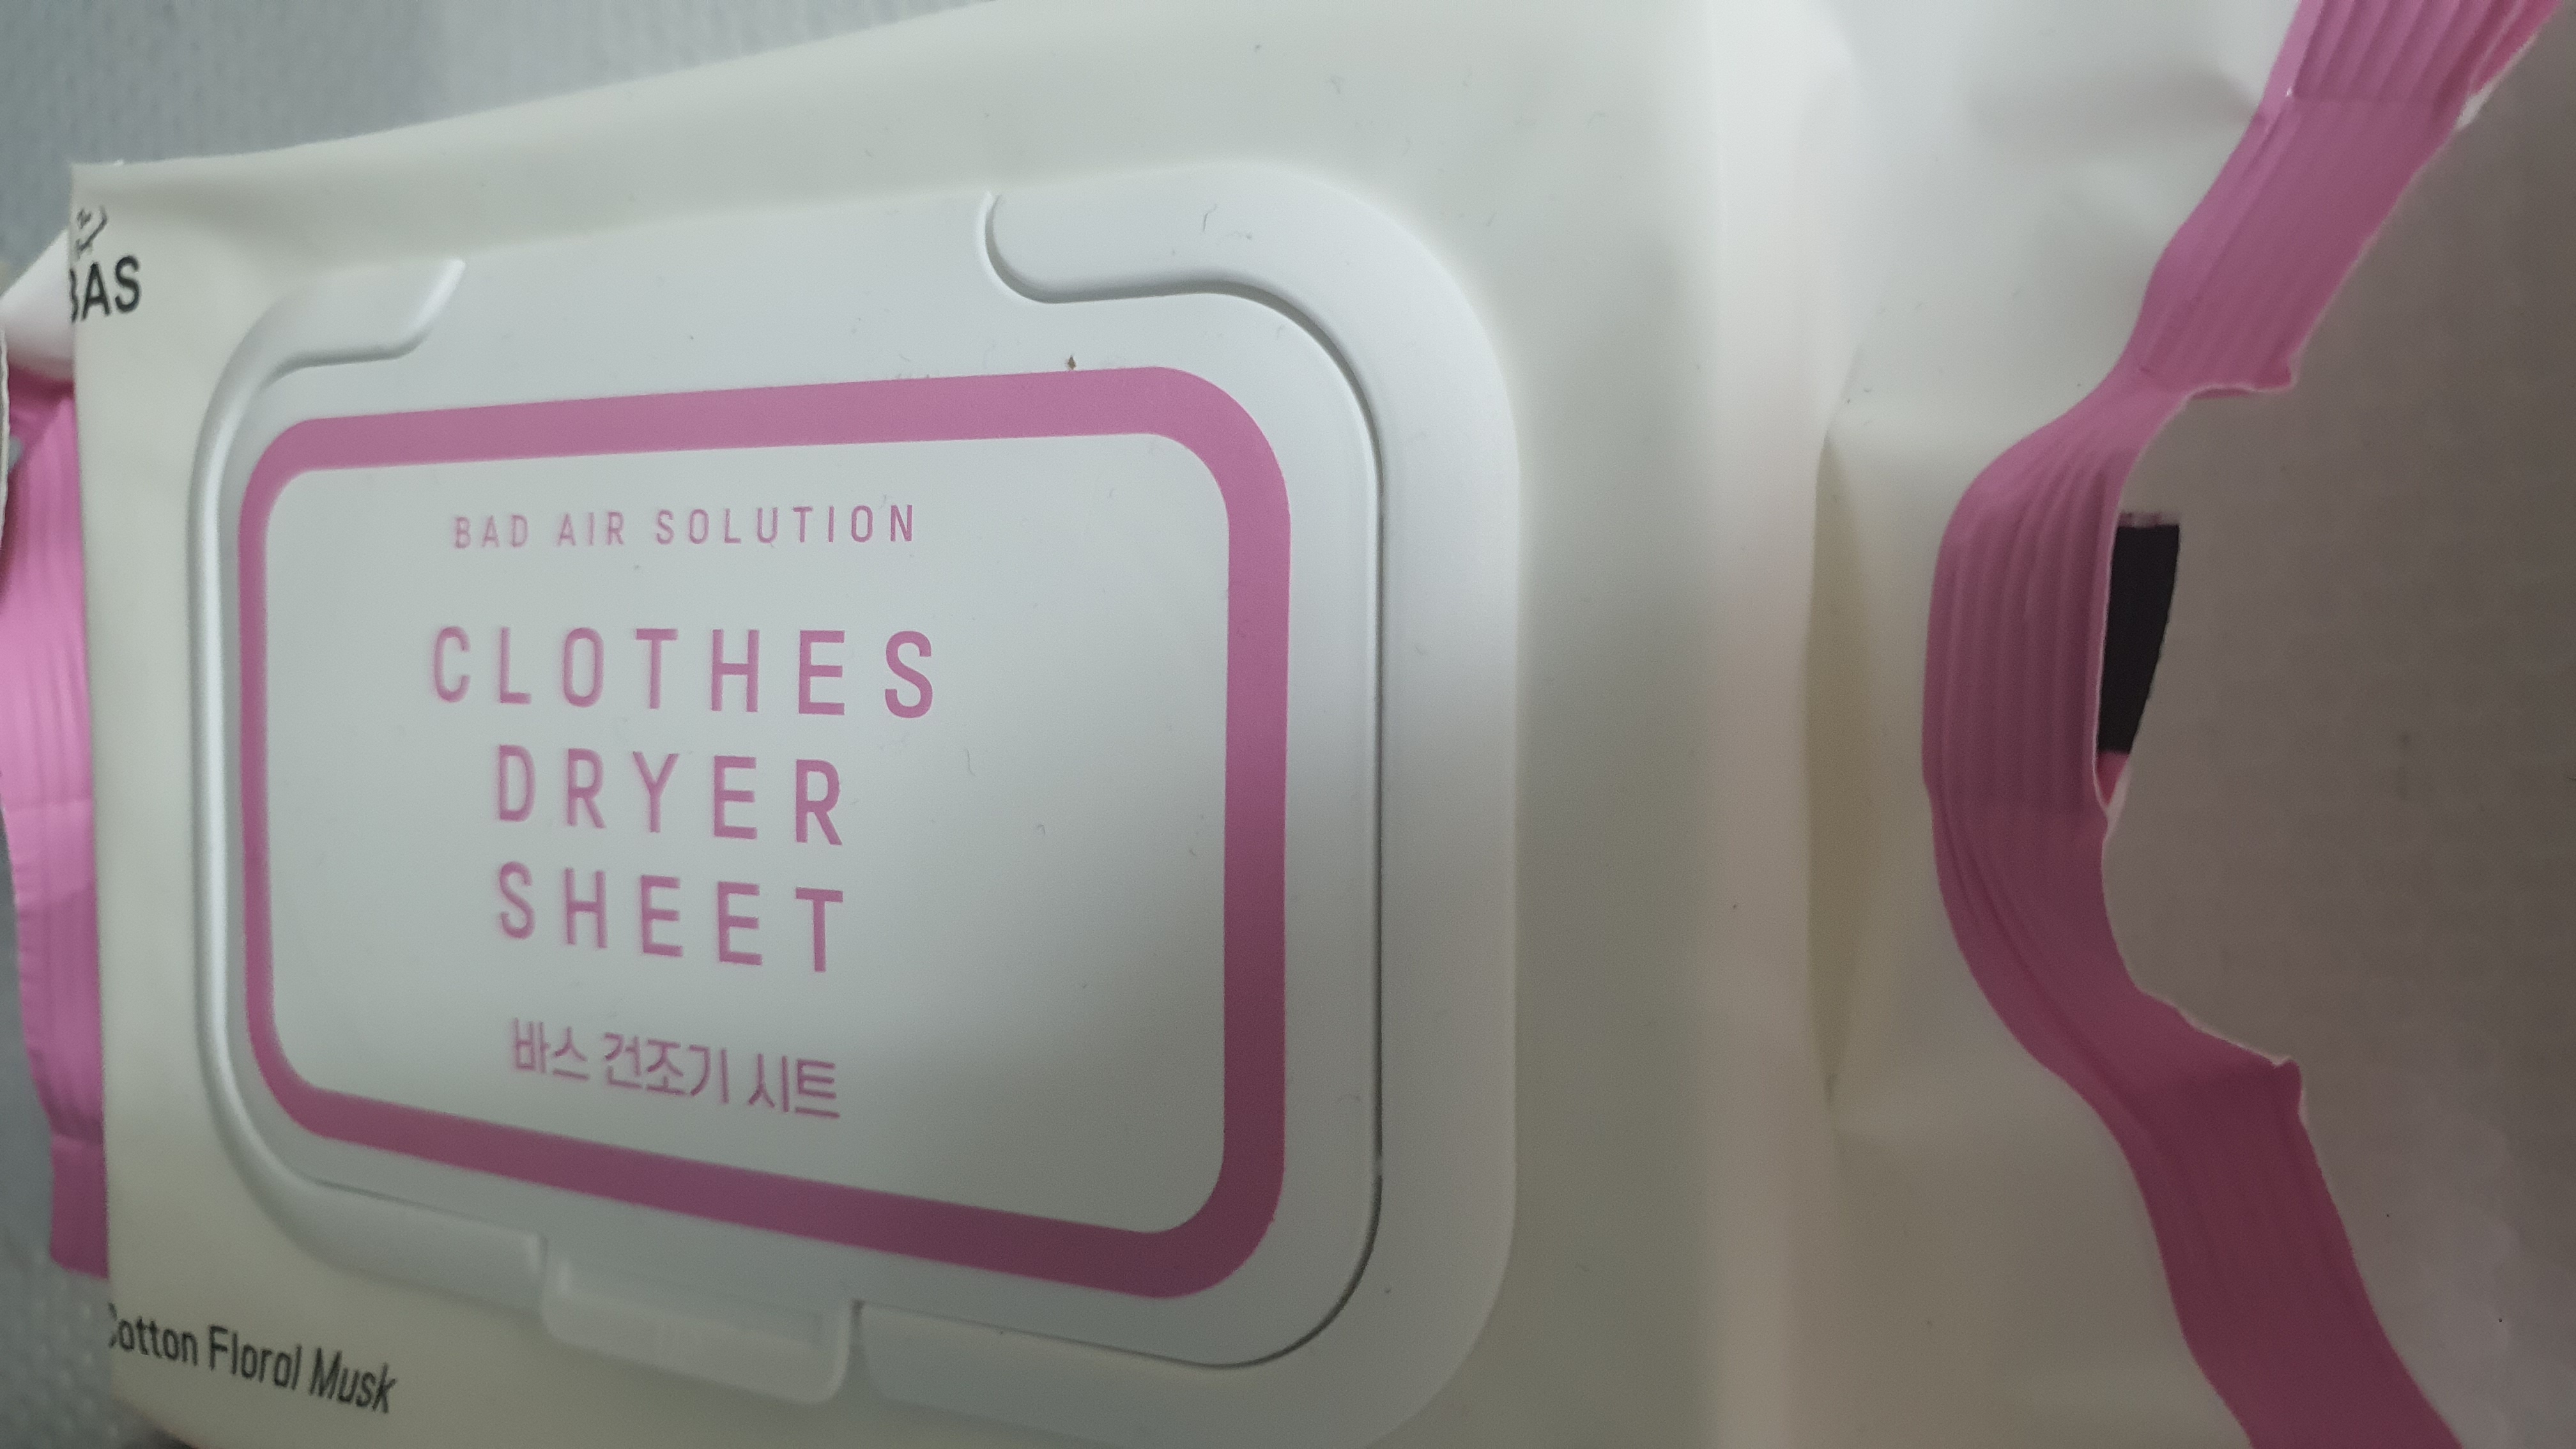 BAS
BAD AIR SOLUTION
CLOTHES
DRYER
SHEET
바스 건조기 시트
Cotton Floral Musk